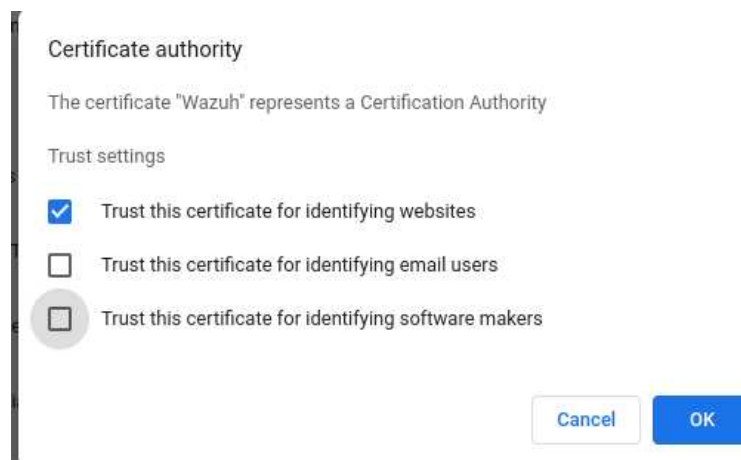 Certificate authority
The certificate "Wazuh" represents a Certification Authority
Trust settings
Trust this certificate for identifying websites
Trust this certificate for identifying email users
Trust this certificate for identifying software makers
Cancel OK